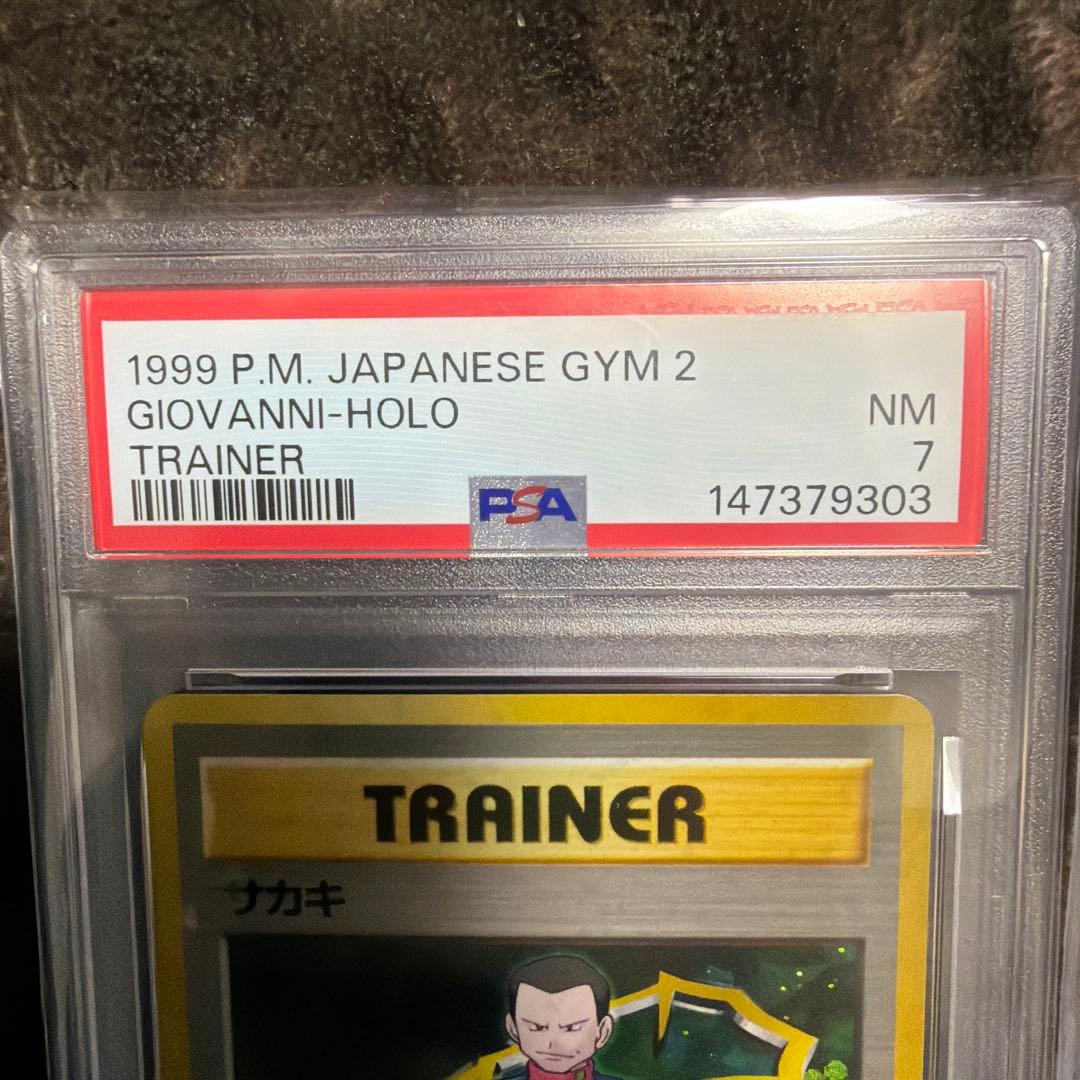 1999 P.M. JAPANESE GYM 2
GIOVANNI-HOLO
NM
TRAINER
7
PSA
147379303
TRAINER
サカキ